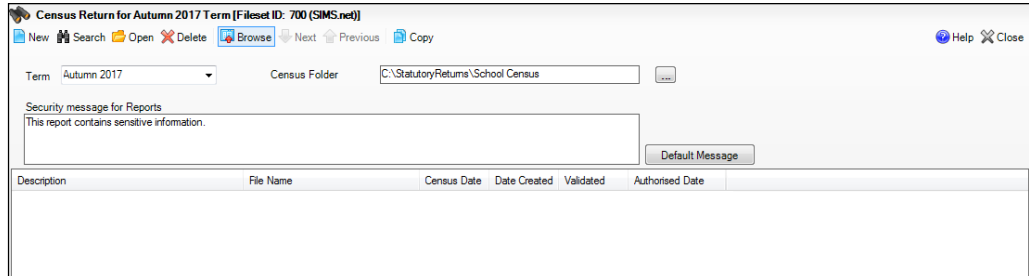 Census Return for Autumn 2017 Term [Fileset ID: 700 (SIMS.net)]
New Search Open Delete Browse Next Previous Copy Help Close
Term Autumn 2017 Census Folder C:\StatutoryReturns\School Census ...
Security message for Reports
This report contains sensitive information.
Default Message
Description File Name Census Date Date Created Validated Authorised Date